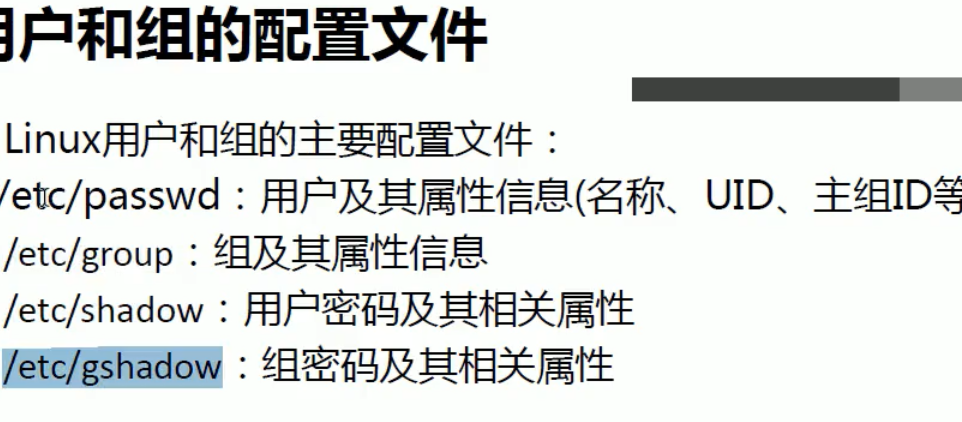 用户和组的配置文件
Linux用户和组的主要配置文件：
/etc/passwd：用户及其属性信息(名称、UID、主组ID等
/etc/group：组及其属性信息
/etc/shadow：用户密码及其相关属性
/etc/gshadow：组密码及其相关属性